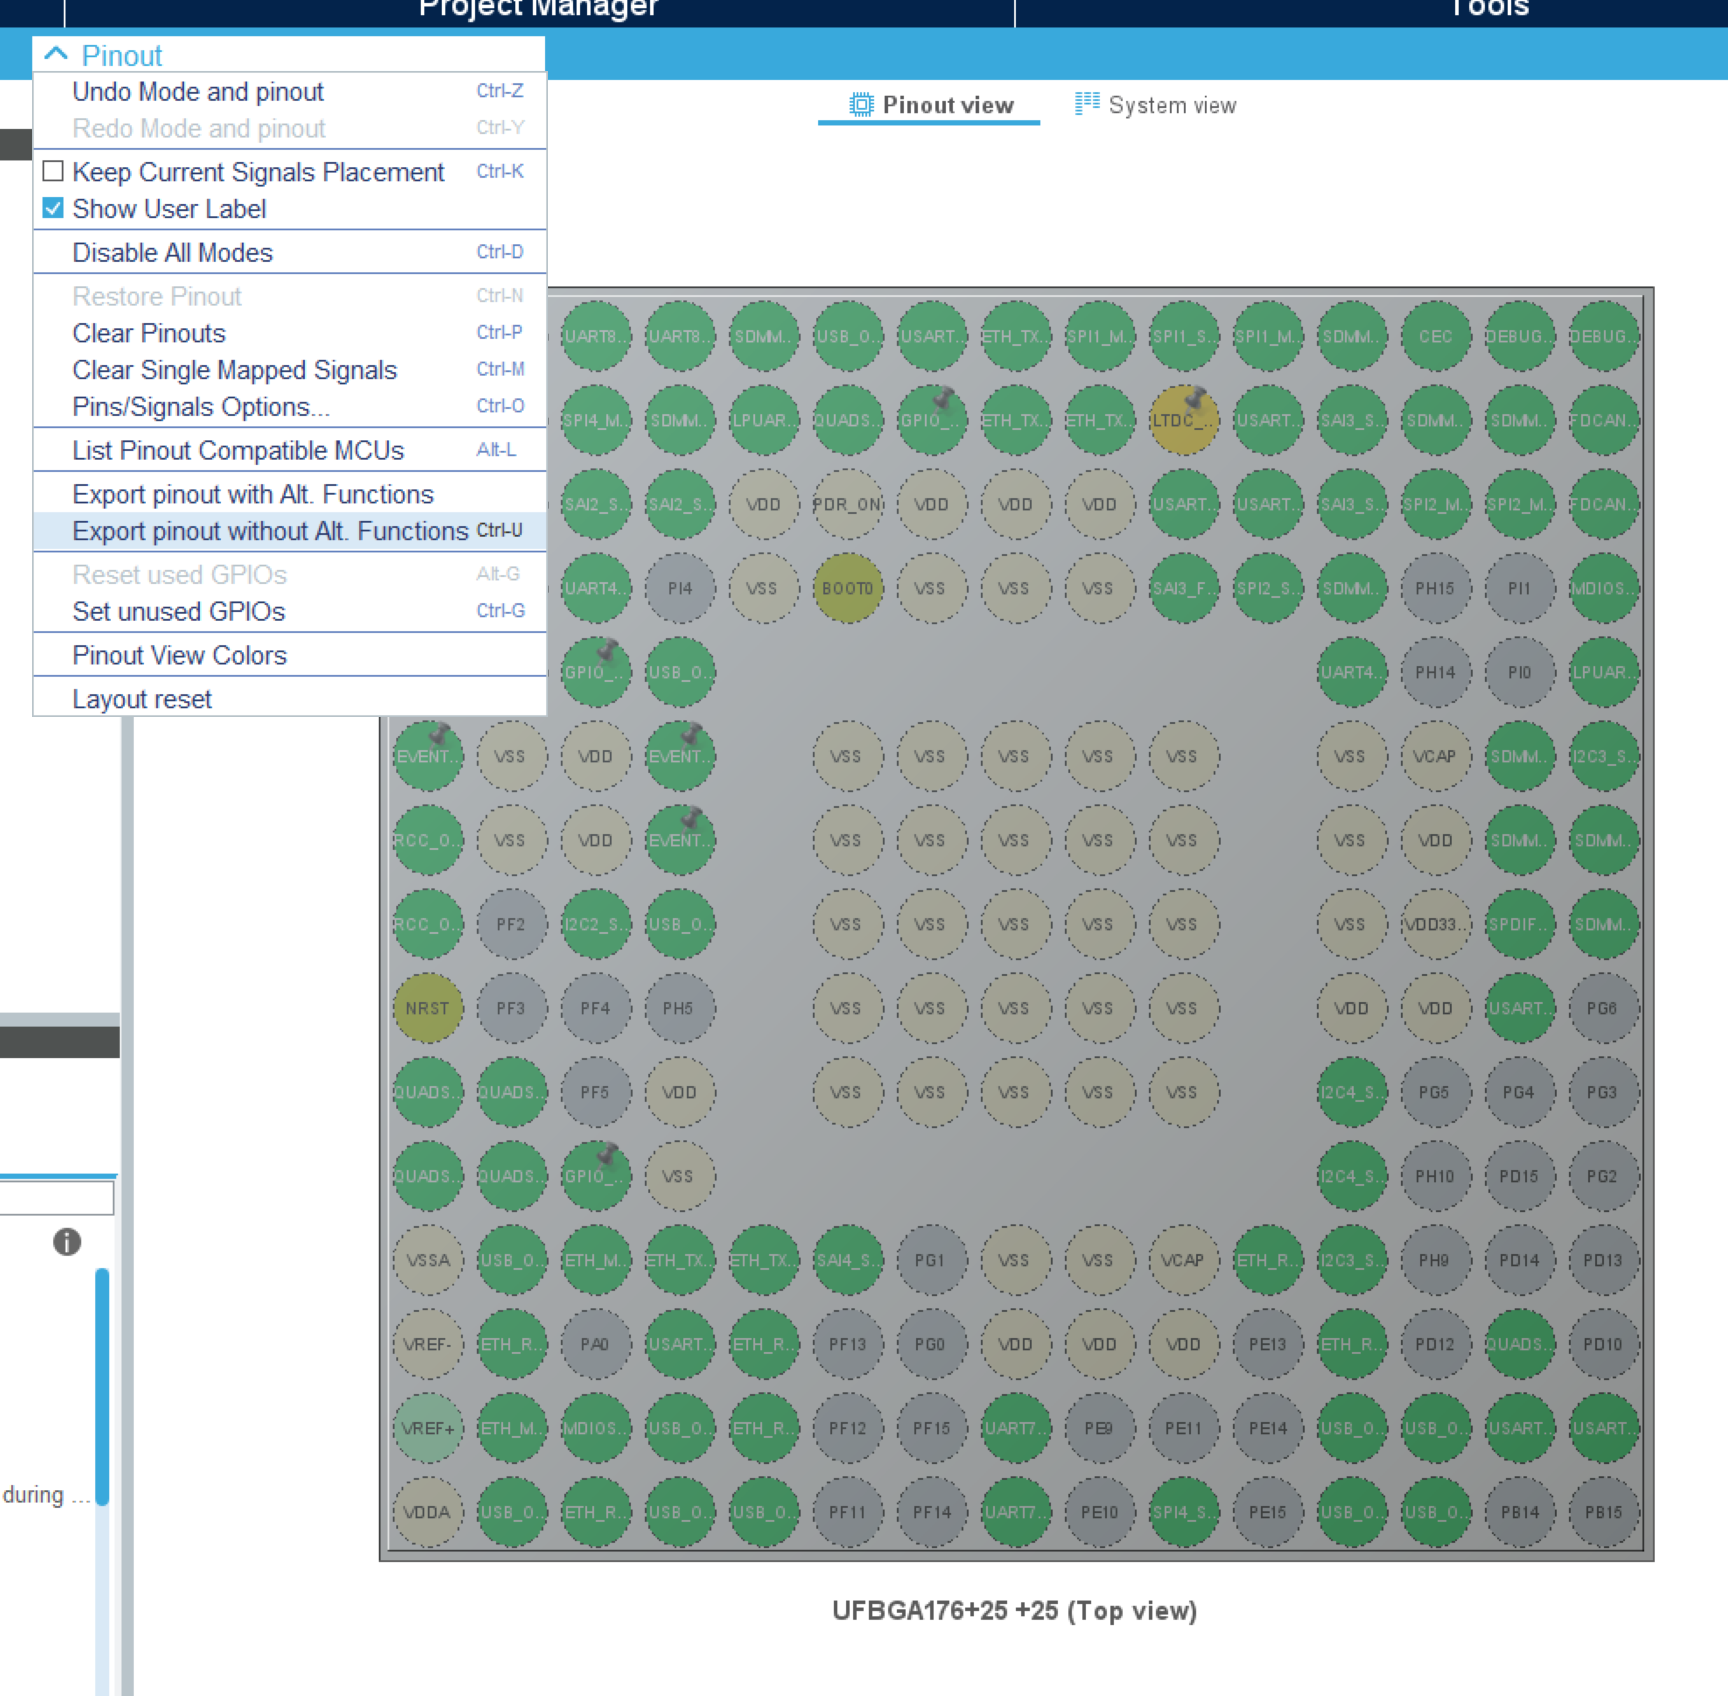 Project Manager
Tools
Pinout
Undo Mode and pinout Ctrl-Z
Redo Mode and pinout Ctrl-Y
Keep Current Signals Placement Ctrl-K
Show User Label
Disable All Modes Ctrl-D
Restore Pinout Ctrl-N
Clear Pinouts Ctrl-P
Clear Single Mapped Signals Ctrl-M
Pins/Signals Options... Ctrl-O
List Pinout Compatible MCUs Alt-L
Export pinout with Alt. Functions
Export pinout without Alt. Functions Ctrl-U
Reset used GPIOs Alt-G
Set unused GPIOs Ctrl-G
Pinout View Colors
Layout reset
Pinout view System view
UART8.. UART8.. SDMM.. USB_O.. USART.. ETH_TX.. SPI1_M.. SPI1_S.. SPI1_M.. SDMM.. CEC DEBUG.. DEBUG..
SPI4_M.. SDMM.. LPUAR.. QUADS.. GPIO_.. ETH_TX.. ETH_TX.. LTDC_.. USART.. SAI3_S.. SDMM.. SDMM.. FDCAN..
SAI2_S.. SAI2_S.. VDD PDR_ON VDD VDD VDD USART.. USART.. SAI3_S.. SPI2_M.. SPI2_M.. FDCAN..
UART4.. PI4 VSS BOOT0 VSS VSS VSS SAI3_F.. SPI2_S.. SDMM.. PH15 PI1 MDIOS..
GPIO_.. USB_O.. UART4.. PH14 PI0 LPUAR..
EVENT.. VSS VDD EVENT.. VSS VSS VSS VSS VSS VSS VCAP SDMM.. I2C3_S..
RCC_O.. VSS VDD EVENT.. VSS VSS VSS VSS VSS VSS VDD SDMM.. SDMM..
RCC_O.. PF2 I2C2_S.. USB_O.. VSS VSS VSS VSS VSS VSS VDD33.. SPDIF.. SDMM..
NRST PF3 PF4 PH5 VSS VSS VSS VSS VSS VDD VDD USART.. PG6
QUADS.. QUADS.. PF5 VDD VSS VSS VSS VSS VSS I2C4_S.. PG5 PG4 PG3
QUADS.. QUADS.. GPIO_.. VSS I2C4_S.. PH10 PD15 PG2
VSSA USB_O.. ETH_M.. ETH_TX.. ETH_TX.. SAI4_S.. PG1 VSS VSS VCAP ETH_R.. I2C3_S.. PH9 PD14 PD13
VREF- ETH_R.. PA0 USART.. ETH_R.. PF13 PG0 VDD VDD VDD PE13 ETH_R.. PD12 QUADS.. PD10
VREF+ ETH_M.. MDIOS.. USB_O.. ETH_R.. PF12 PF15 UART7.. PE9 PE11 PE14 USB_O.. USB_O.. USART.. USART..
VDDA USB_O.. ETH_R.. USB_O.. USB_O.. PF11 PF14 UART7.. PE10 SPI4_S.. PE15 USB_O.. USB_O.. PB14 PB15
during ...
UFBGA176+25 +25 (Top view)